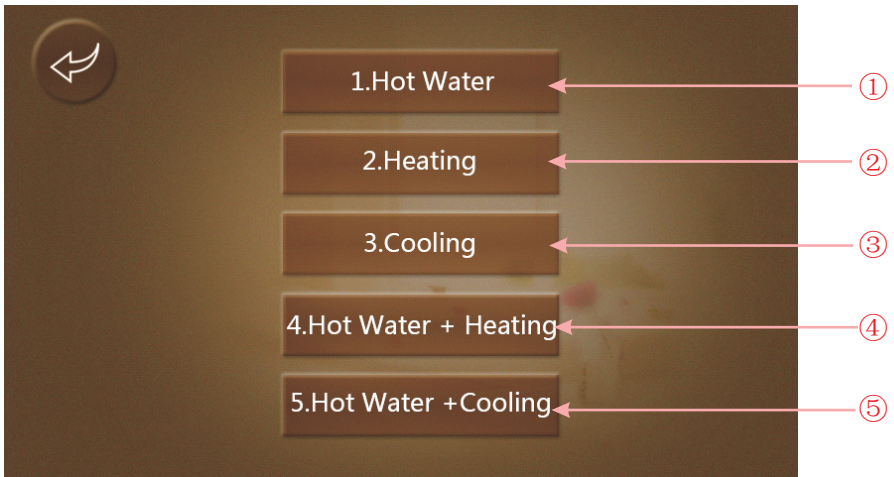 1.Hot Water ①
2.Heating ②
3.Cooling ③
4.Hot Water + Heating ④
5.Hot Water +Cooling ⑤